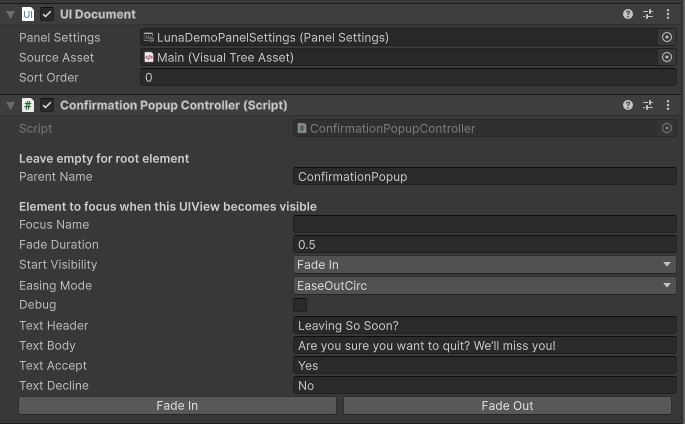 UI Document
Panel Settings LunaDemoPanelSettings (Panel Settings)
Source Asset Main (Visual Tree Asset)
Sort Order 0
Confirmation Popup Controller (Script)
Script ConfirmationPopupController
Leave empty for root element
Parent Name ConfirmationPopup
Element to focus when this UIView becomes visible
Focus Name
Fade Duration 0.5
Start Visibility Fade In
Easing Mode EaseOutCirc
Debug
Text Header Leaving So Soon?
Text Body Are you sure you want to quit? We’ll miss you!
Text Accept Yes
Text Decline No
Fade In Fade Out